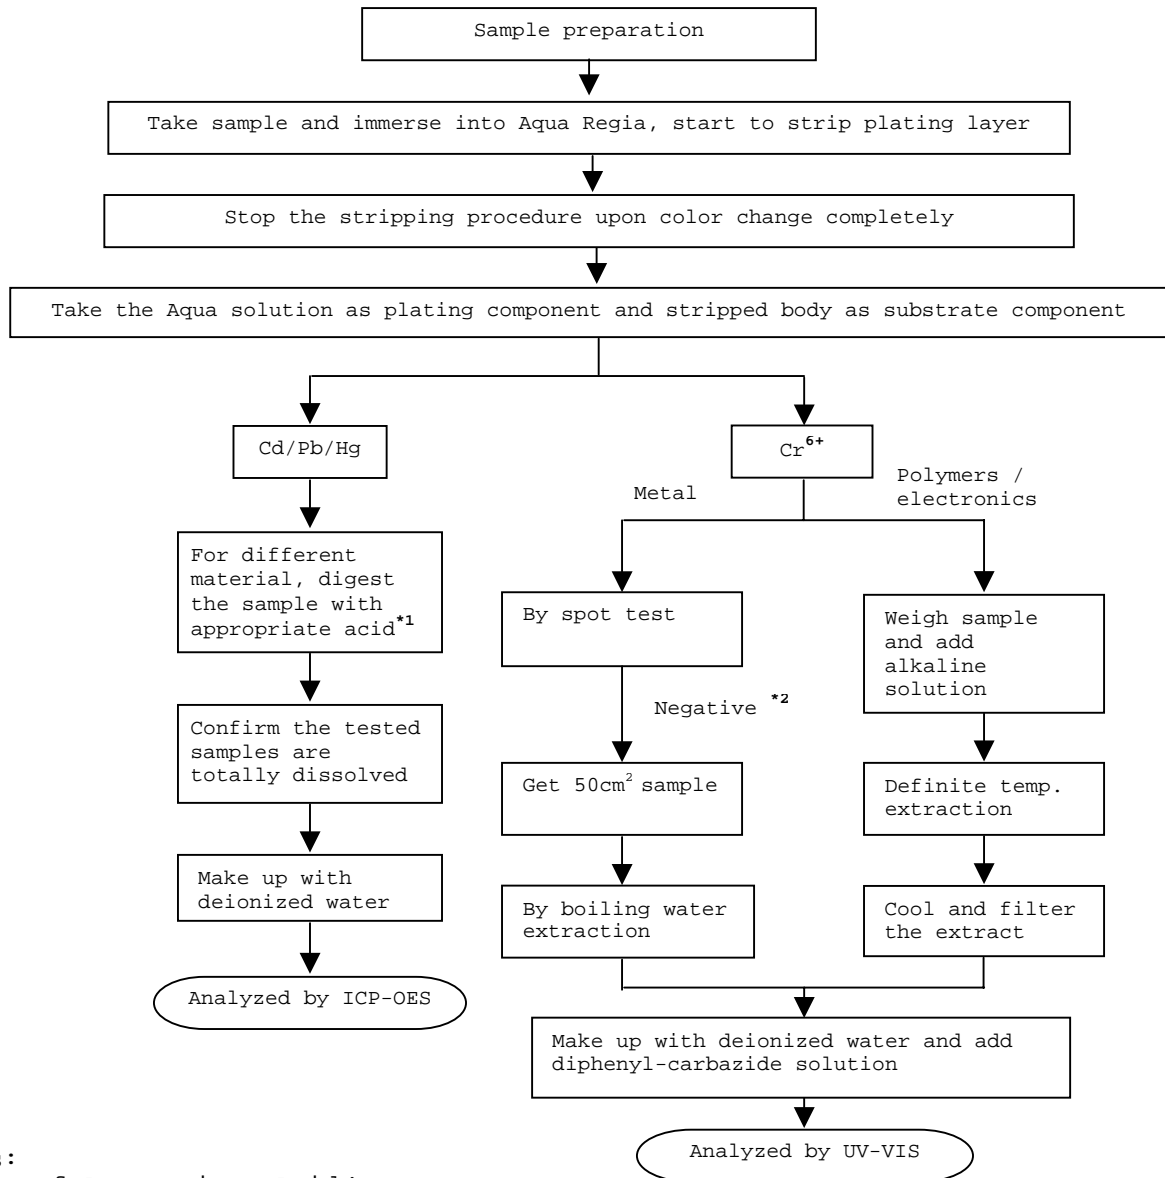 Sample preparation
Take sample and immerse into Aqua Regia, start to strip plating layer
Stop the stripping procedure upon color change completely
Take the Aqua solution as plating component and stripped body as substrate component
Cd/Pb/Hg
For different
material, digest
the sample with
appropriate acid*1
Confirm the tested
samples are
totally dissolved
Make up with
deionized water
Analyzed by ICP-OES
Cr6+
Metal
Polymers /
electronics
By spot test
Negative *2
Get 50cm2 sample
By boiling water
extraction
Weigh sample
and add
alkaline
solution
Definite temp.
extraction
Cool and filter
the extract
Make up with deionized water and add
diphenyl-carbazide solution
Analyzed by UV-VIS